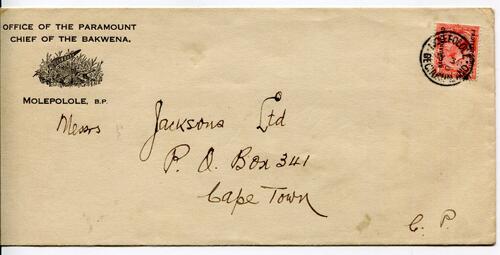 OFFICE OF THE PARAMOUNT
CHIEF OF THE BAKWENA.
MOLEPOLOLE, B.P.
Messrs Jacksons Ltd
P. O. Box 341
Cape Town
C. P.